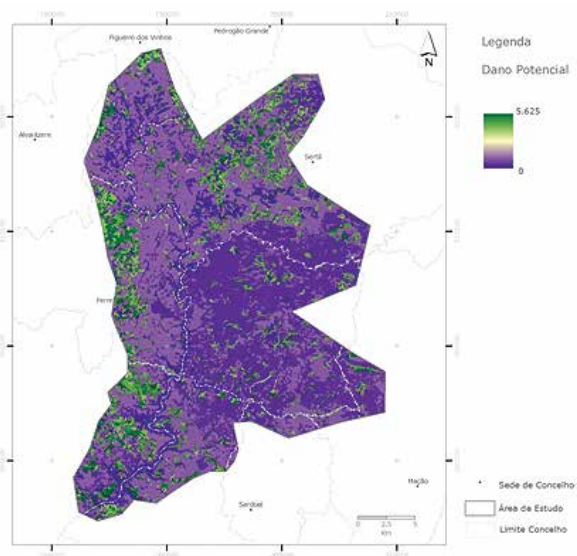 Figueiró dos Vinhos
Pedrógão Grande
N
Alvaiázere
Sertã
Ferre
Sardoal
Mação
0 2,5 5
Km
Legenda
Dano Potencial
5.625
0
Sede de Concelho
Área de Estudo
Limite Concelho